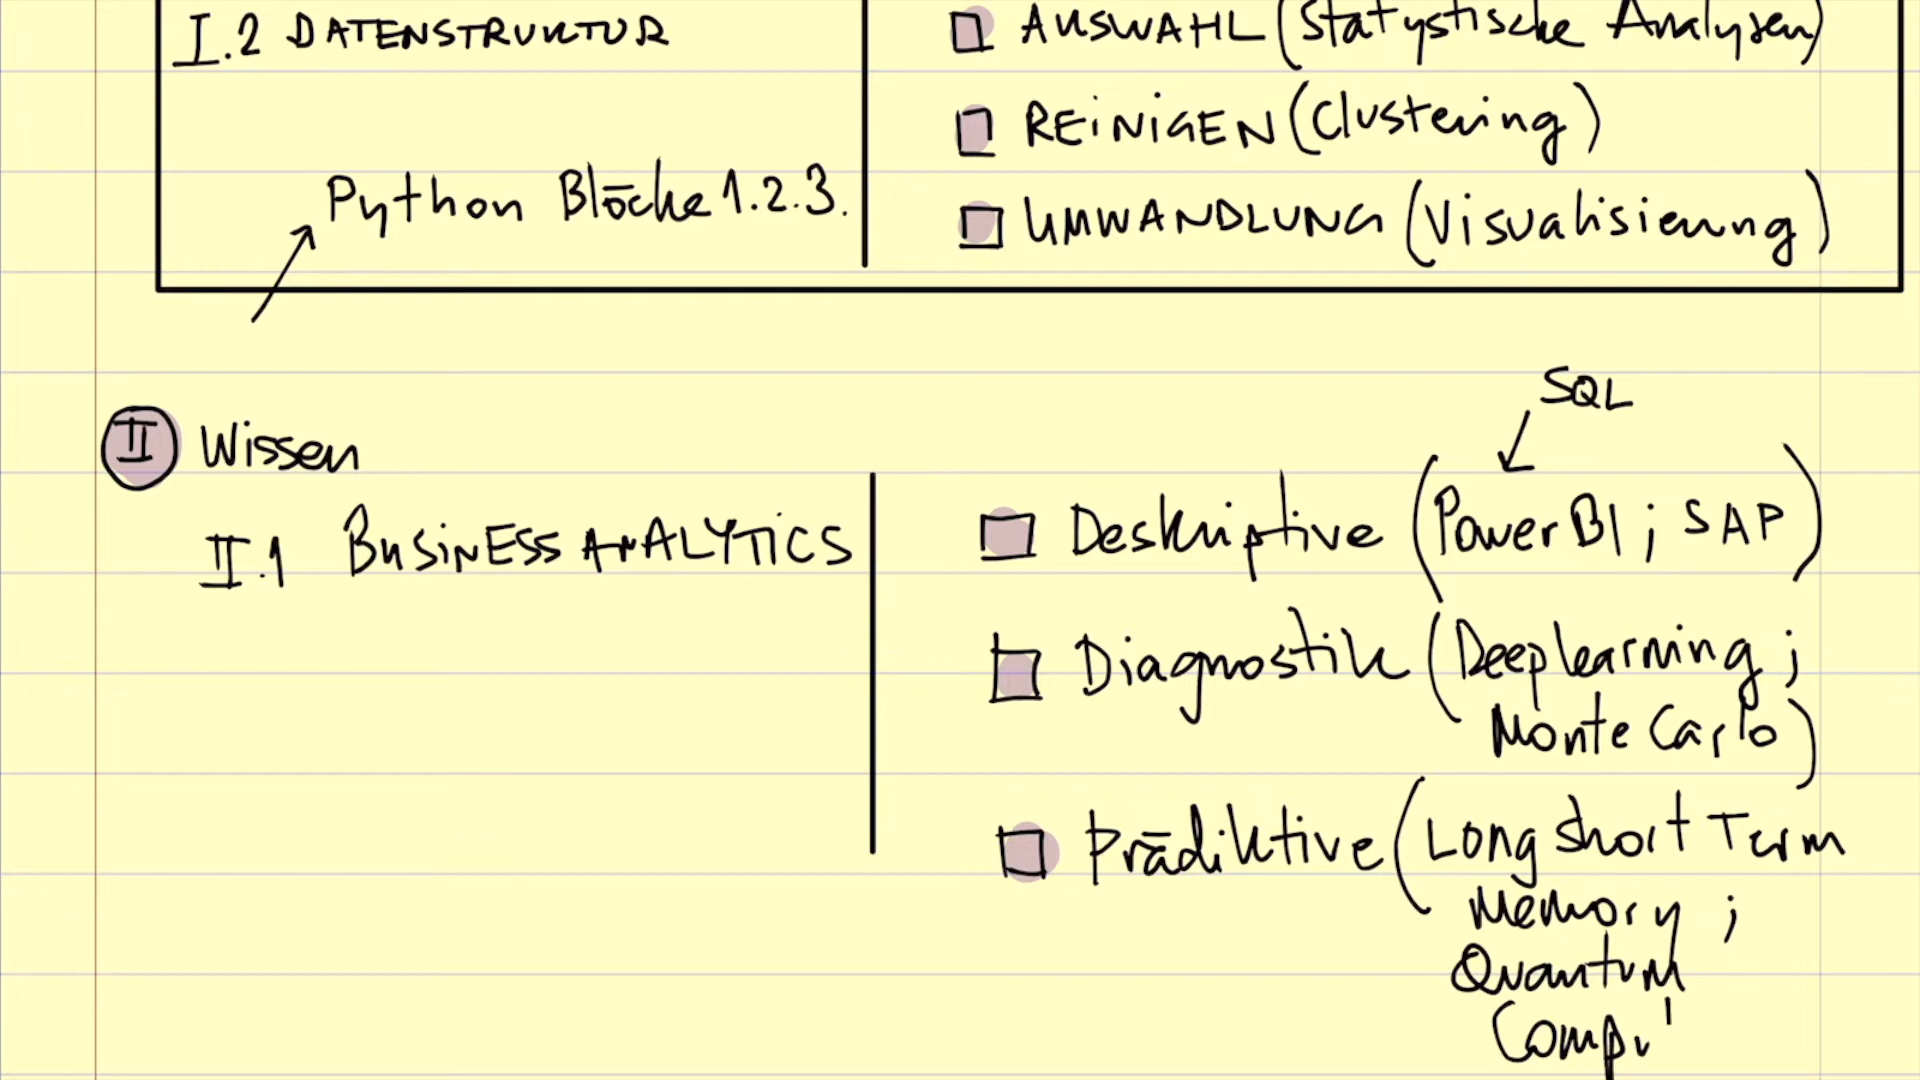 I.2 DATENSTRUKTUR
AUSWAHL (Statystische Analysen)
REINIGEN (Clustering)
Python Blöcke 1.2.3.
UMWANDLUNG (Visualisierung)
SQL
II Wissen
II.1 BUSINESS ANALYTICS
Deskriptive (Power BI ; SAP)
Diagnostik (Deeplearning ;
Monte Carlo)
Prädiktive (Long Short Term
Memory ;
Quantum
Compu